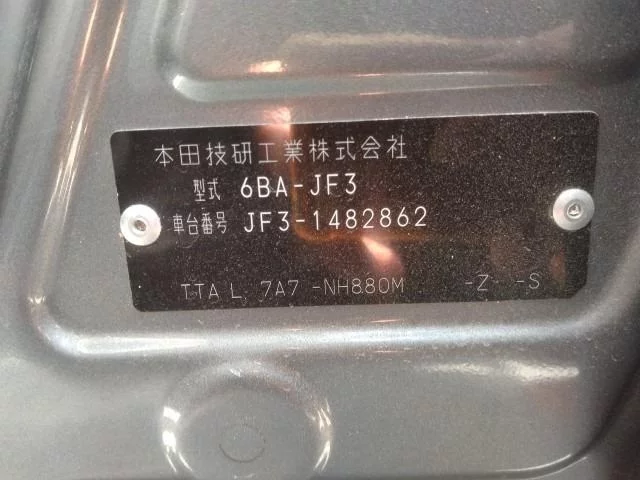 本田技研工業株式会社
型式 6BA-JF3
車台番号 JF3-1482862
TTA L 7A7 -NH880M -Z -S